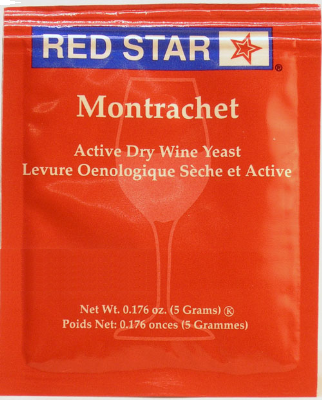 RED STAR ®
Montrachet
Active Dry Wine Yeast
Levure Oenologique Sèche et Active
Net Wt. 0.176 oz. (5 Grams) Ⓚ
Poids Net: 0.176 onces (5 Grammes)